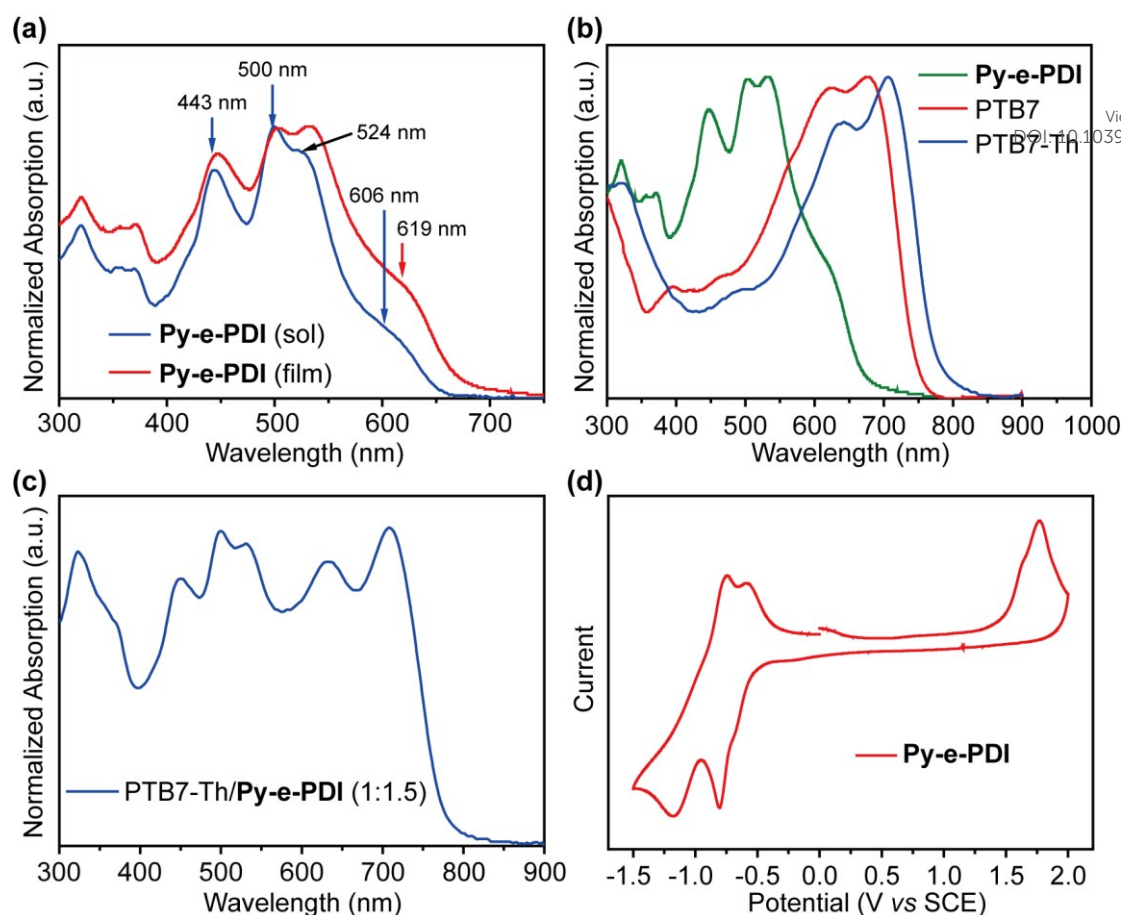 (a)
Normalized Absorption (a.u.)
443 nm
500 nm
524 nm
606 nm
619 nm
Py-e-PDI (sol)
Py-e-PDI (film)
300 400 500 600 700
Wavelength (nm)
(b)
Normalized Absorption (a.u.)
Py-e-PDI
PTB7
PTB7-Th
Vie
DOI: 10.1039
300 400 500 600 700 800 900 1000
Wavelength (nm)
(c)
Normalized Absorption (a.u.)
PTB7-Th/Py-e-PDI (1:1.5)
300 400 500 600 700 800 900
Wavelength (nm)
(d)
Current
Py-e-PDI
-1.5 -1.0 -0.5 0.0 0.5 1.0 1.5 2.0
Potential (V vs SCE)